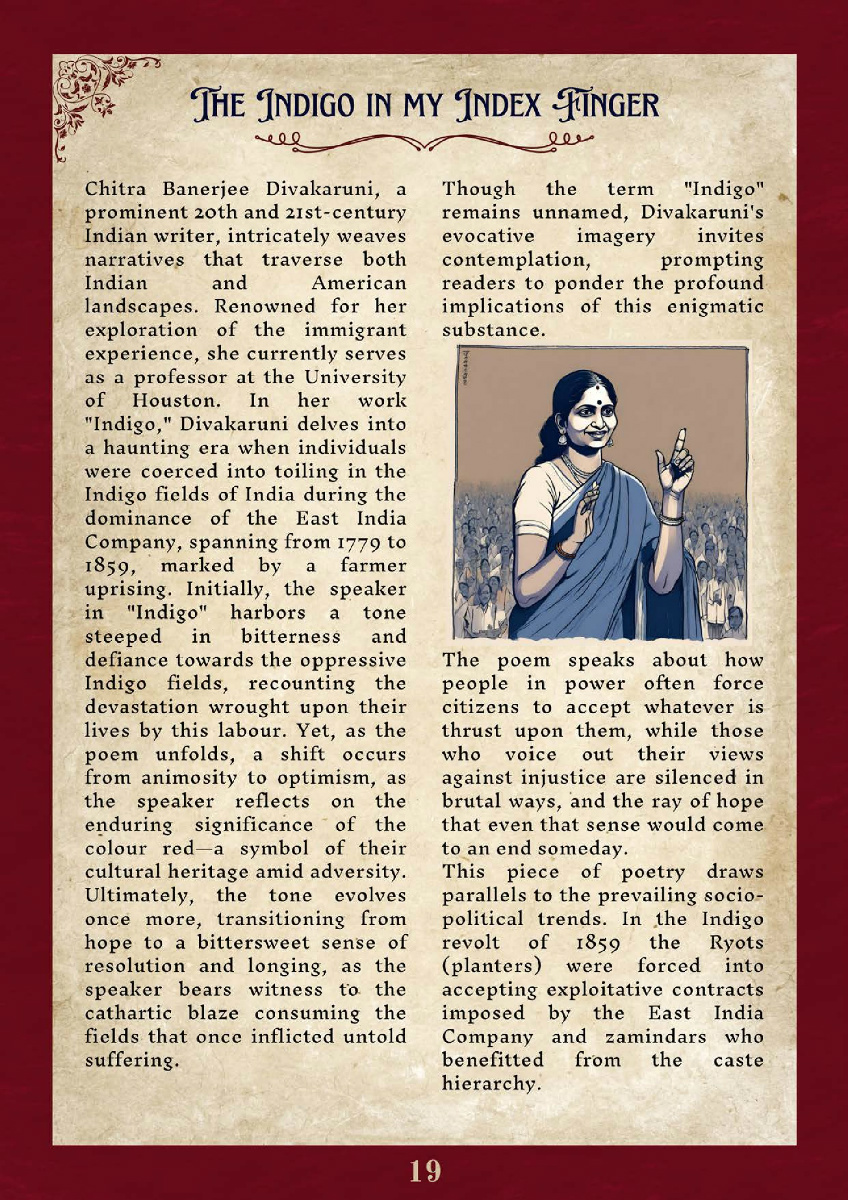 The Indigo in my Index Finger
Chitra Banerjee Divakaruni, a
prominent 20th and 21st-century
Indian writer, intricately weaves
narratives that traverse both
Indian and American
landscapes. Renowned for her
exploration of the immigrant
experience, she currently serves
as a professor at the University
of Houston. In her work
"Indigo," Divakaruni delves into
a haunting era when individuals
were coerced into toiling in the
Indigo fields of India during the
dominance of the East India
Company, spanning from 1779 to
1859, marked by a farmer
uprising. Initially, the speaker
in "Indigo" harbors a tone
steeped in bitterness and
defiance towards the oppressive
Indigo fields, recounting the
devastation wrought upon their
lives by this labour. Yet, as the
poem unfolds, a shift occurs
from animosity to optimism, as
the speaker reflects on the
enduring significance of the
colour red—a symbol of their
cultural heritage amid adversity.
Ultimately, the tone evolves
once more, transitioning from
hope to a bittersweet sense of
resolution and longing, as the
speaker bears witness to the
cathartic blaze consuming the
fields that once inflicted untold
suffering.
Though the term "Indigo"
remains unnamed, Divakaruni's
evocative imagery invites
contemplation, prompting
readers to ponder the profound
implications of this enigmatic
substance.
The poem speaks about how
people in power often force
citizens to accept whatever is
thrust upon them, while those
who voice out their views
against injustice are silenced in
brutal ways, and the ray of hope
that even that sense would come
to an end someday.
This piece of poetry draws
parallels to the prevailing socio-
political trends. In the Indigo
revolt of 1859 the Ryots
(planters) were forced into
accepting exploitative contracts
imposed by the East India
Company and zamindars who
benefitted from the caste
hierarchy.
19